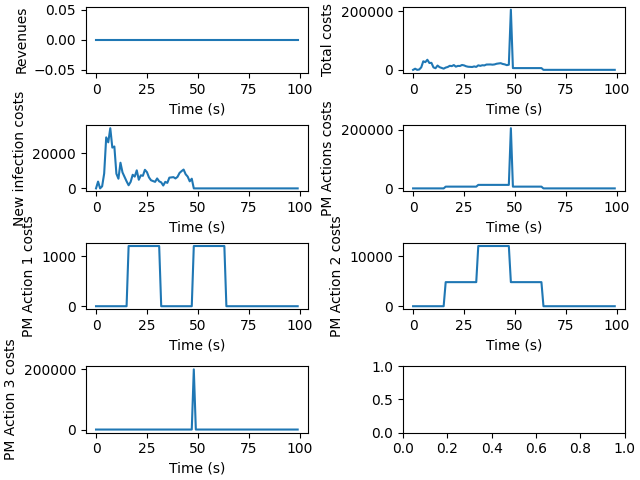 Revenues
0.05
0.00
−0.05
0 25 50 75 100
Time (s)
Total costs
200000
0
0 25 50 75 100
Time (s)
New infection costs
20000
0
0 25 50 75 100
Time (s)
PM Actions costs
200000
0
0 25 50 75 100
Time (s)
PM Action 1 costs
1000
0
0 25 50 75 100
Time (s)
PM Action 2 costs
10000
0
0 25 50 75 100
Time (s)
PM Action 3 costs
200000
0
0 25 50 75 100
Time (s)
1.0
0.5
0.0
0.0 0.2 0.4 0.6 0.8 1.0